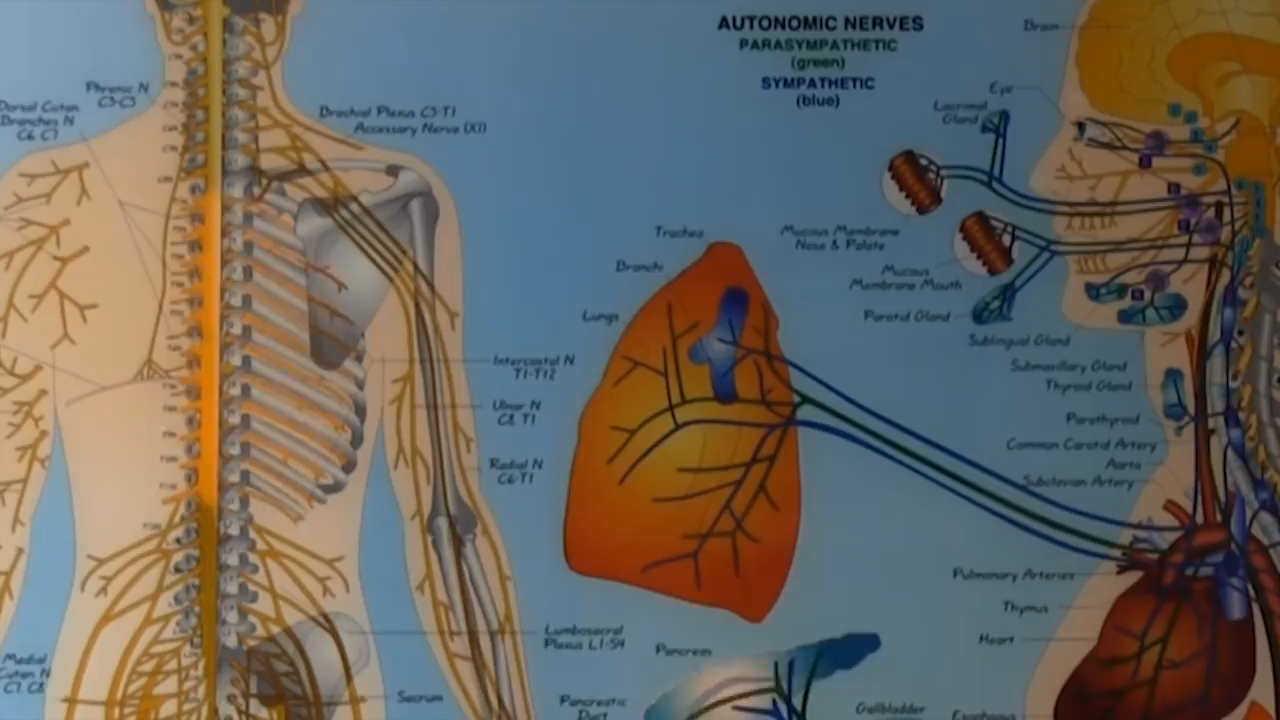 AUTONOMIC NERVES
PARASYMPATHETIC
(green)
SYMPATHETIC
(blue)
Brain
Eye
Lacrimal
Gland
Phrenic N
C3-C5
Dorsal Cutan
Branches N
C6, C7
Brachial Plexus C5-T1
Accessory Nerve (XI)
Trachea
Bronchi
Lungs
Mucous Membrane
Nose & Palate
Mucous
Membrane Mouth
Parotid Gland
Sublingual Gland
Submaxillary Gland
Thyroid Gland
Parathyroid
Common Carotid Artery
Aorta
Subclavian Artery
Intercostal N
T1-T12
Ulnar N
C8, T1
Radial N
C6-T1
Pulmonary Arteries
Thymus
Heart
Lumbosacral
Plexus L1-S4
Pancreas
Medial
Cutan N
C7, C8
Sacrum
Pancreatic
Duct
Gallbladder
Esophagus